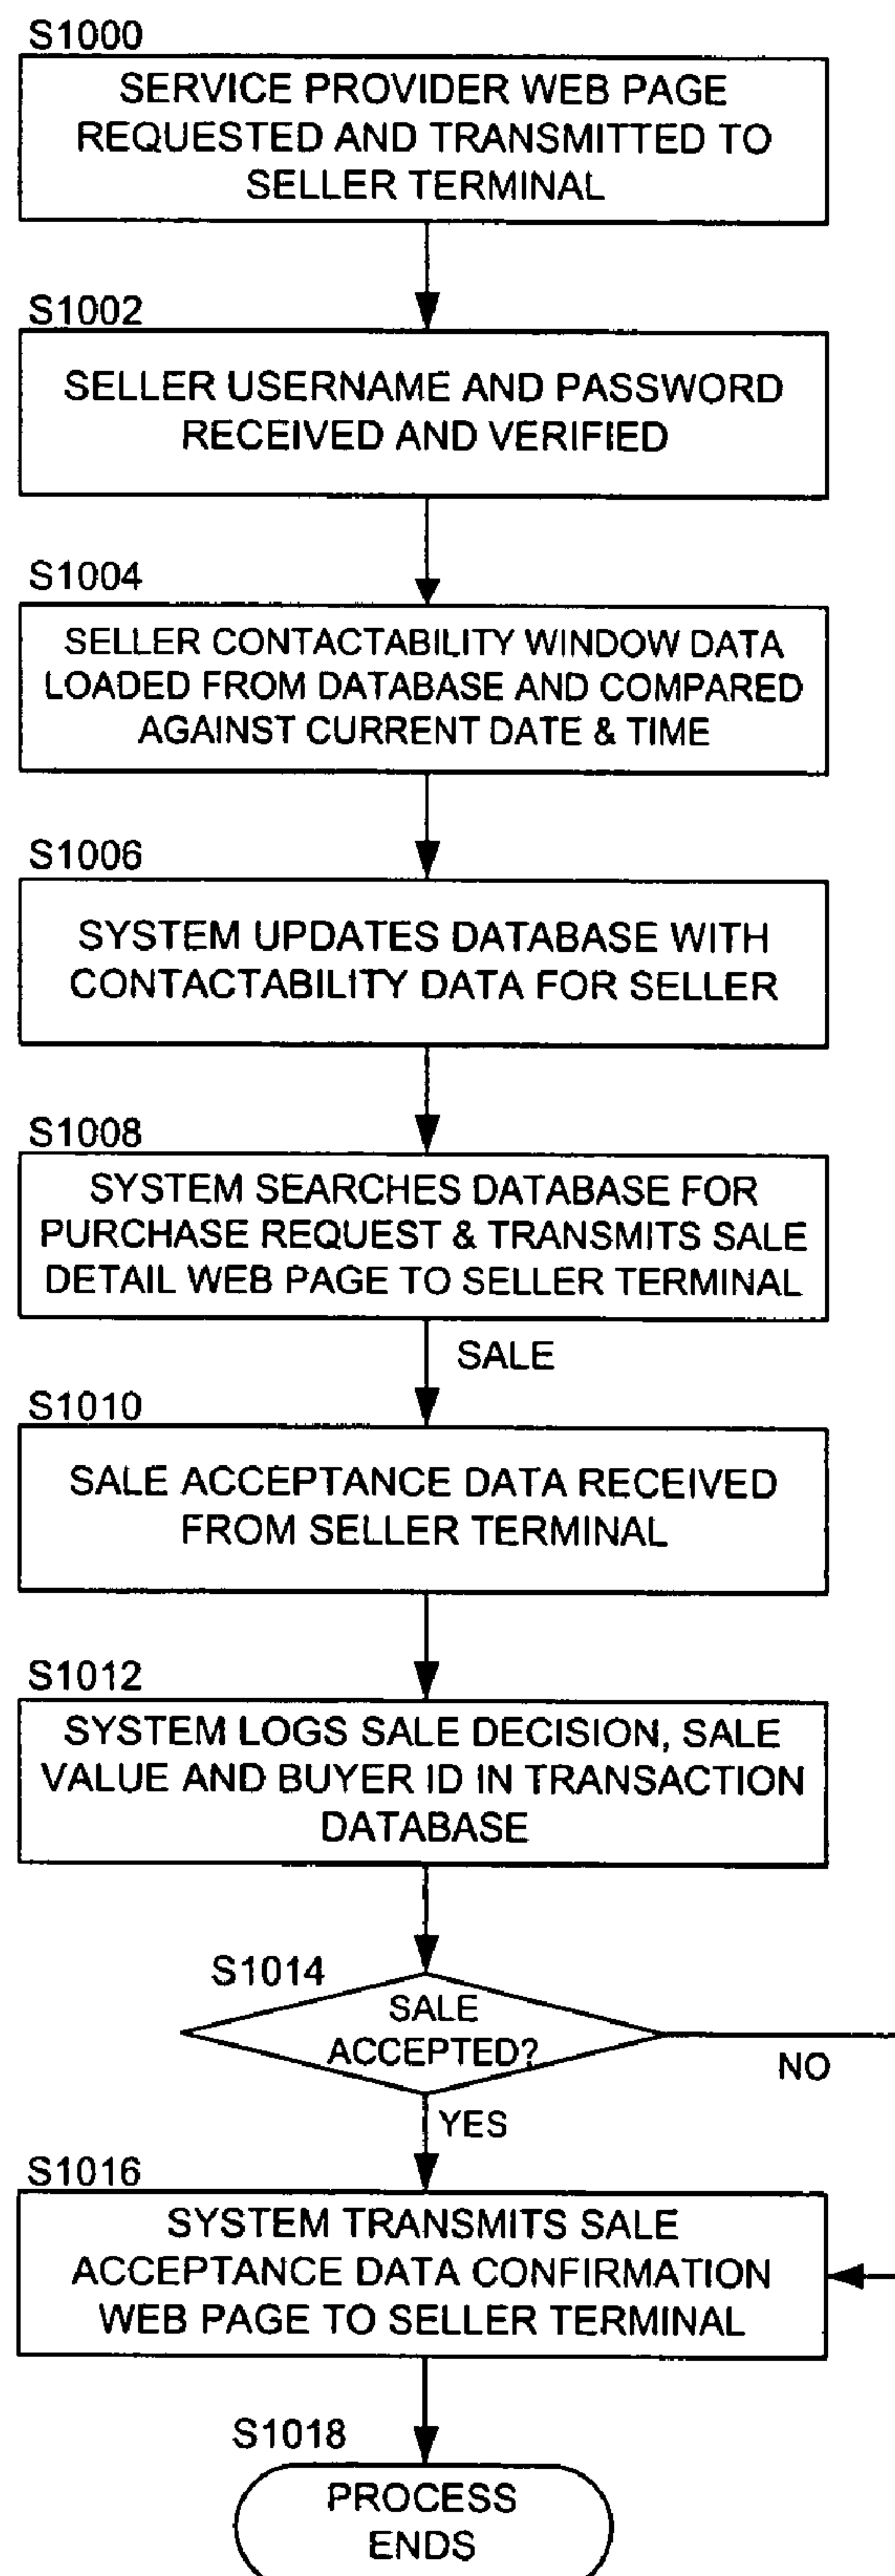 S1000
SERVICE PROVIDER WEB PAGE
REQUESTED AND TRANSMITTED TO
SELLER TERMINAL
S1002
SELLER USERNAME AND PASSWORD
RECEIVED AND VERIFIED
S1004
SELLER CONTACTABILITY WINDOW DATA
LOADED FROM DATABASE AND COMPARED
AGAINST CURRENT DATE & TIME
S1006
SYSTEM UPDATES DATABASE WITH
CONTACTABILITY DATA FOR SELLER
S1008
SYSTEM SEARCHES DATABASE FOR
PURCHASE REQUEST & TRANSMITS SALE
DETAIL WEB PAGE TO SELLER TERMINAL
SALE
S1010
SALE ACCEPTANCE DATA RECEIVED
FROM SELLER TERMINAL
S1012
SYSTEM LOGS SALE DECISION, SALE
VALUE AND BUYER ID IN TRANSACTION
DATABASE
S1014
SALE
ACCEPTED?
NO
YES
S1016
SYSTEM TRANSMITS SALE
ACCEPTANCE DATA CONFIRMATION
WEB PAGE TO SELLER TERMINAL
S1018
PROCESS
ENDS